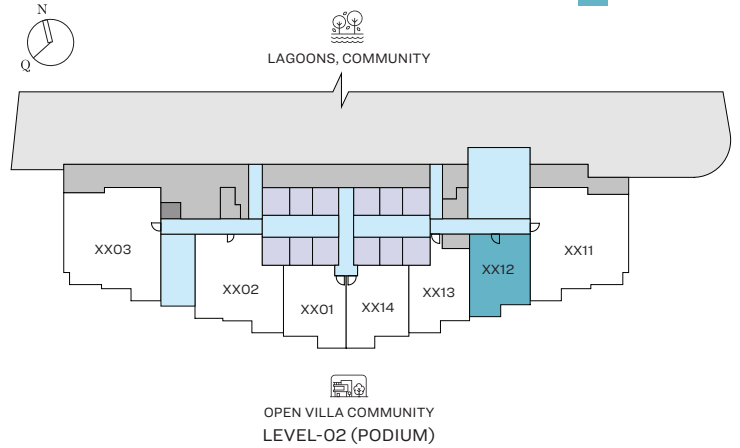 N
Q
LAGOONS, COMMUNITY
XX03
XX02
XX01
XX14
XX13
XX12
XX11
OPEN VILLA COMMUNITY
LEVEL-02 (PODIUM)